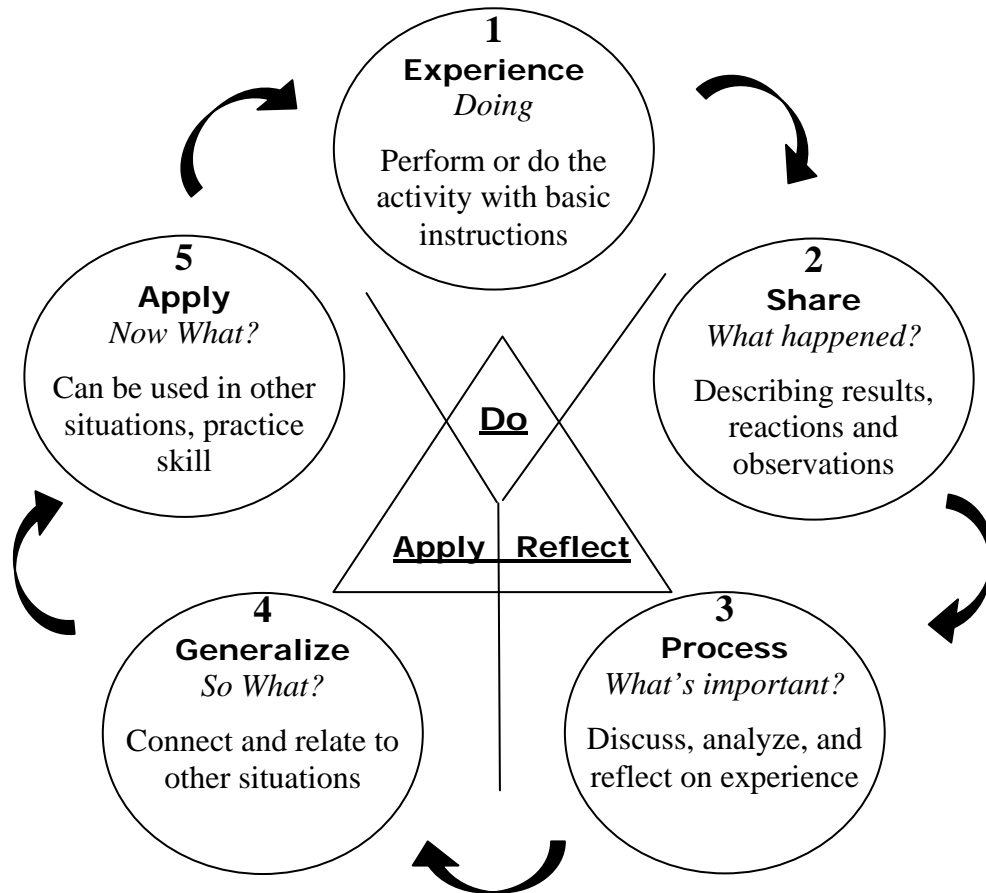 1
Experience
Doing
Perform or do the
activity with basic
instructions
2
Share
What happened?
Describing results,
reactions and
observations
3
Process
What's important?
Discuss, analyze, and
reflect on experience
4
Generalize
So What?
Connect and relate to
other situations
5
Apply
Now What?
Can be used in other
situations, practice
skill
Do
Apply Reflect